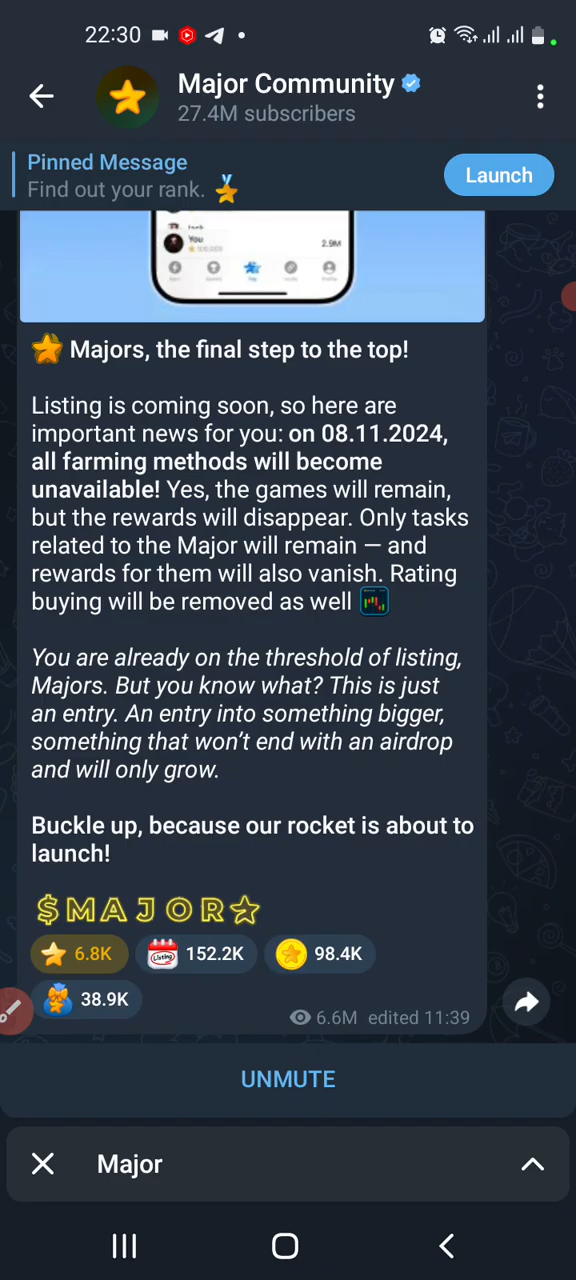 22:30
Major Community
27.4M subscribers
Pinned Message
Find out your rank.
Launch
You
2.9M
Majors, the final step to the top!
Listing is coming soon, so here are
important news for you: on 08.11.2024,
all farming methods will become
unavailable! Yes, the games will remain,
but the rewards will disappear. Only tasks
related to the Major will remain — and
rewards for them will also vanish. Rating
buying will be removed as well
You are already on the threshold of listing,
Majors. But you know what? This is just
an entry. An entry into something bigger,
something that won’t end with an airdrop
and will only grow.
Buckle up, because our rocket is about to
launch!
$MAJOR
6.8K
Listing
152.2K
98.4K
38.9K
6.6M edited 11:39
UNMUTE
Major